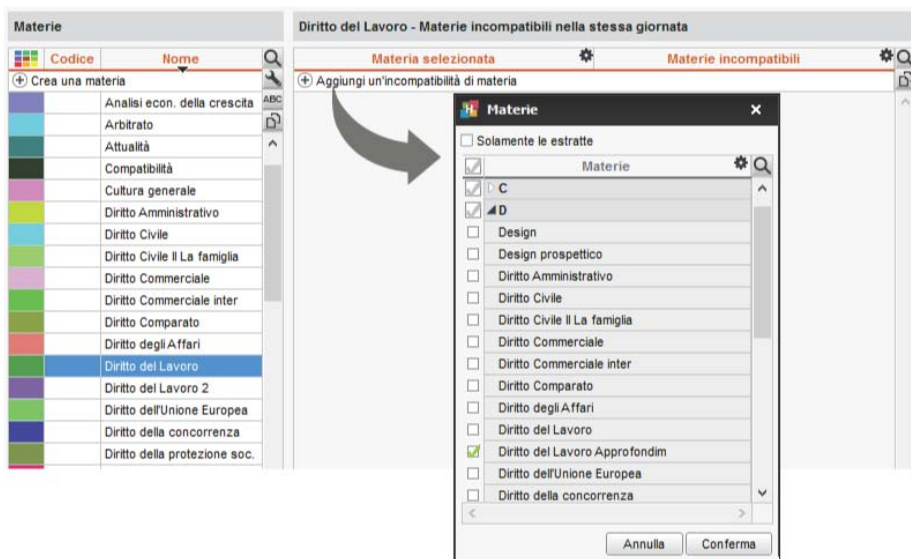 Materie
Codice Nome
Crea una materia
ABC
Analisi econ. della crescita
Arbitrato
Attualità
Compatibilità
Cultura generale
Diritto Amministrativo
Diritto Civile
Diritto Civile II La famiglia
Diritto Commerciale
Diritto Commerciale inter
Diritto Comparato
Diritto degli Affari
Diritto del Lavoro
Diritto del Lavoro 2
Diritto dell'Unione Europea
Diritto della concorrenza
Diritto della protezione soc.
Diritto del Lavoro - Materie incompatibili nella stessa giornata
Materia selezionata Materie incompatibili
Aggiungi un'incompatibilità di materia
H Materie
Solamente le estratte
Materie
C
D
Design
Design prospettico
Diritto Amministrativo
Diritto Civile
Diritto Civile II La famiglia
Diritto Commerciale
Diritto Commerciale inter
Diritto Comparato
Diritto degli Affari
Diritto del Lavoro
Diritto del Lavoro Approfondim
Diritto dell'Unione Europea
Diritto della concorrenza
Annulla Conferma